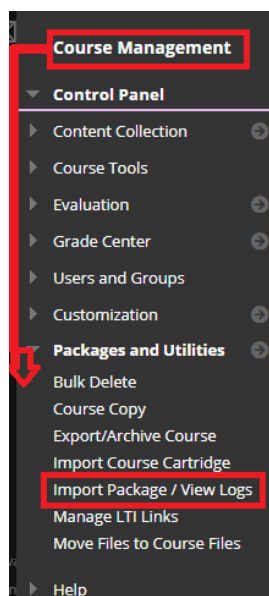 Course Management
Control Panel
Content Collection
Course Tools
Evaluation
Grade Center
Users and Groups
Customization
Packages and Utilities
Bulk Delete
Course Copy
Export/Archive Course
Import Course Cartridge
Import Package / View Logs
Manage LTI Links
Move Files to Course Files
Help